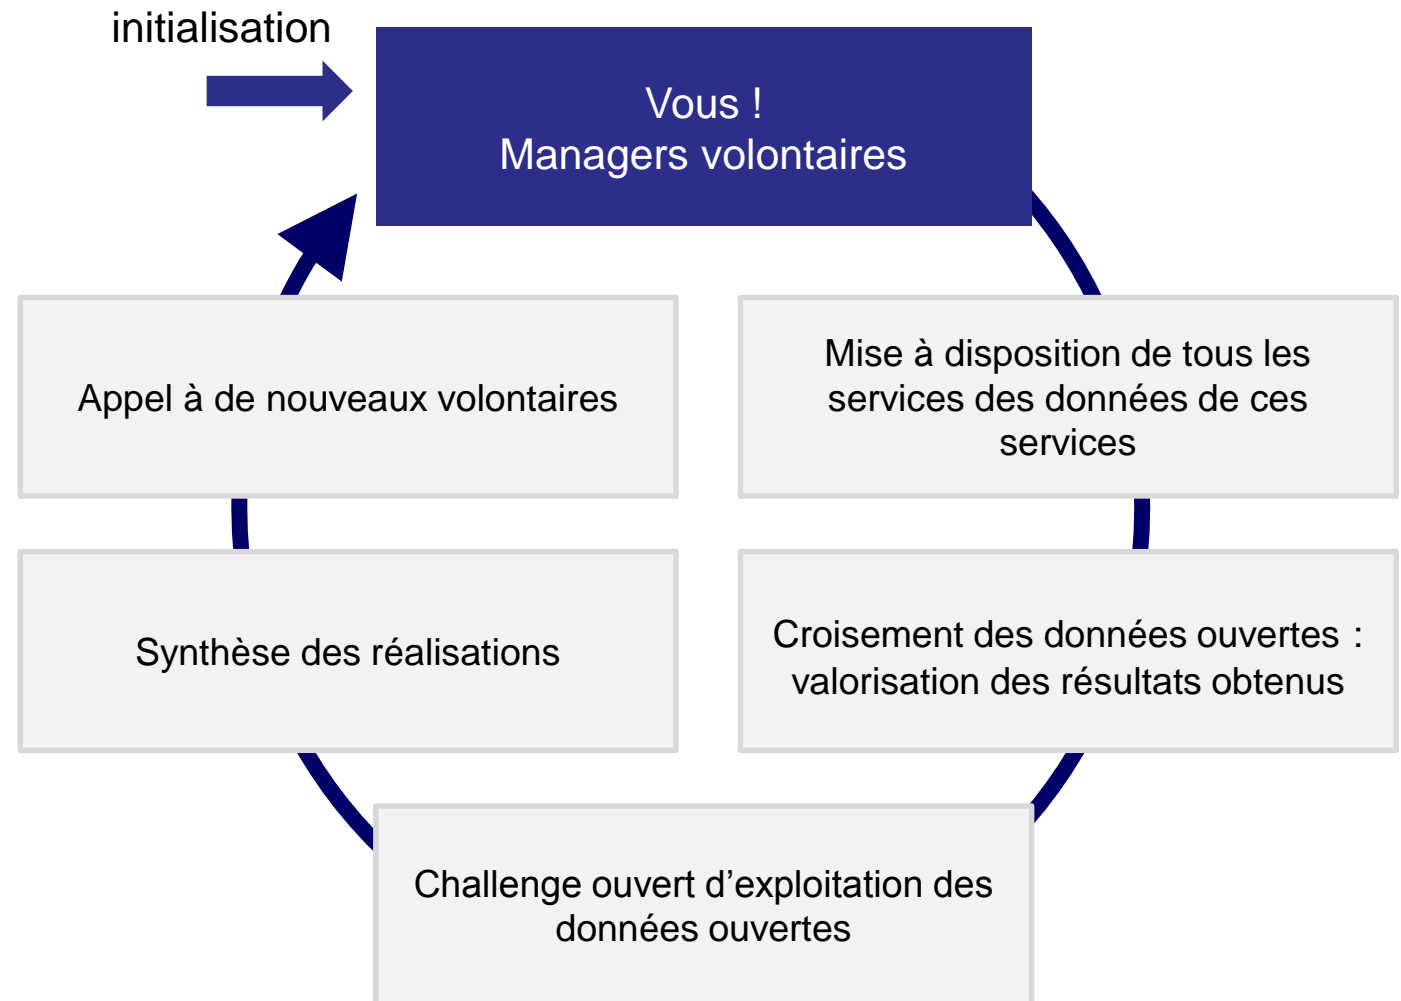 initialisation
Vous !
Managers volontaires
Mise à disposition de tous les
services des données de ces
services
Croisement des données ouvertes :
valorisation des résultats obtenus
Challenge ouvert d’exploitation des
données ouvertes
Synthèse des réalisations
Appel à de nouveaux volontaires